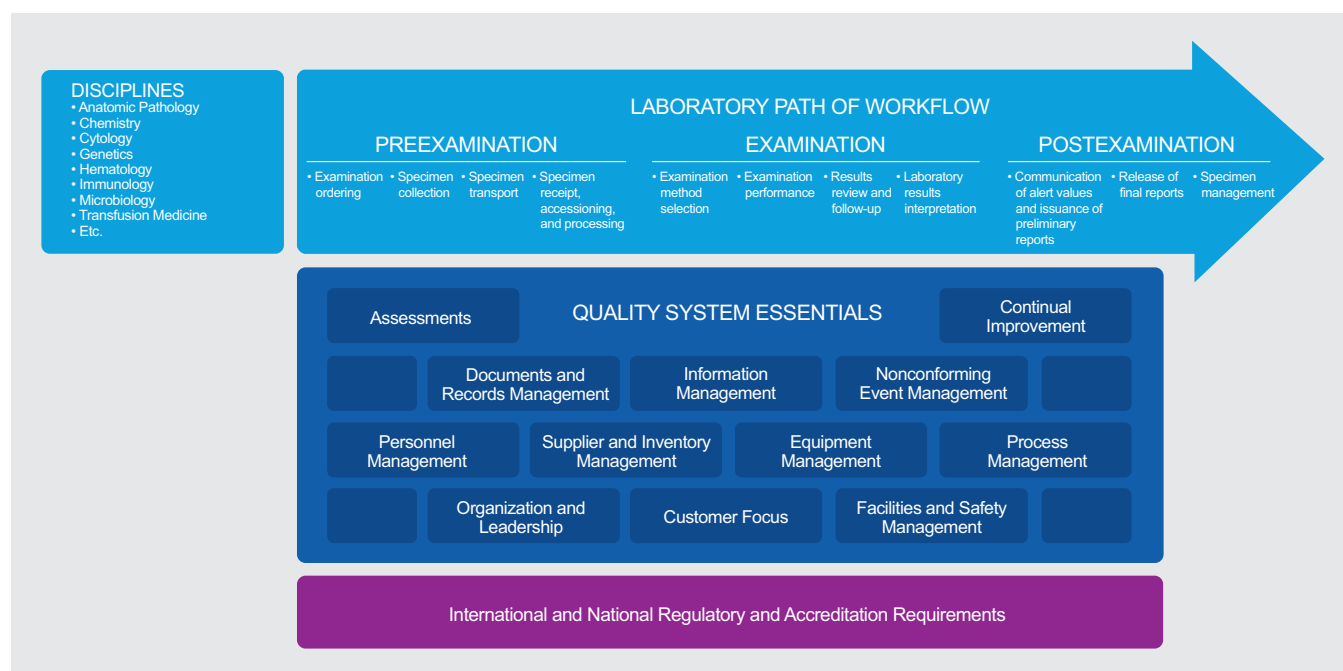 DISCIPLINES
• Anatomic Pathology
• Chemistry
• Cytology
• Genetics
• Hematology
• Immunology
• Microbiology
• Transfusion Medicine
• Etc.
LABORATORY PATH OF WORKFLOW
PREEXAMINATION
• Examination
ordering
• Specimen
collection
• Specimen
transport
• Specimen
receipt,
accessioning,
and processing
EXAMINATION
• Examination
method
selection
• Examination
performance
• Results
review and
follow-up
• Laboratory
results
interpretation
POSTEXAMINATION
• Communication
of alert values
and issuance of
preliminary
reports
• Release of
final reports
• Specimen
management
QUALITY SYSTEM ESSENTIALS
Assessments
Continual
Improvement
Documents and
Records Management
Information
Management
Nonconforming
Event Management
Personnel
Management
Supplier and Inventory
Management
Equipment
Management
Process
Management
Organization and
Leadership
Customer Focus
Facilities and Safety
Management
International and National Regulatory and Accreditation Requirements